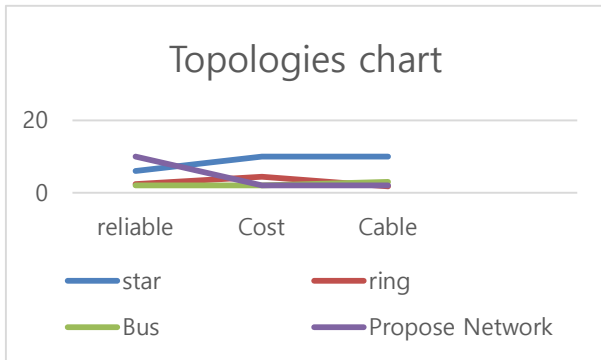 Topologies chart
20
0
reliable Cost Cable
star ring
Bus Propose Network